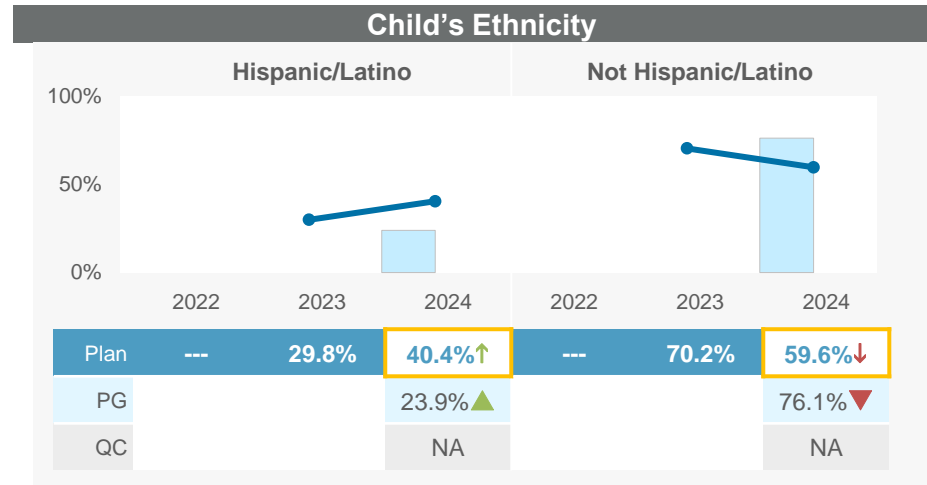 Child's Ethnicity
Hispanic/Latino Not Hispanic/Latino
100%
50%
0%
2022 2023 2024 2022 2023 2024
Plan --- 29.8% 40.4%↑ --- 70.2% 59.6%↓
PG 23.9%▲ 76.1%▼
QC NA NA